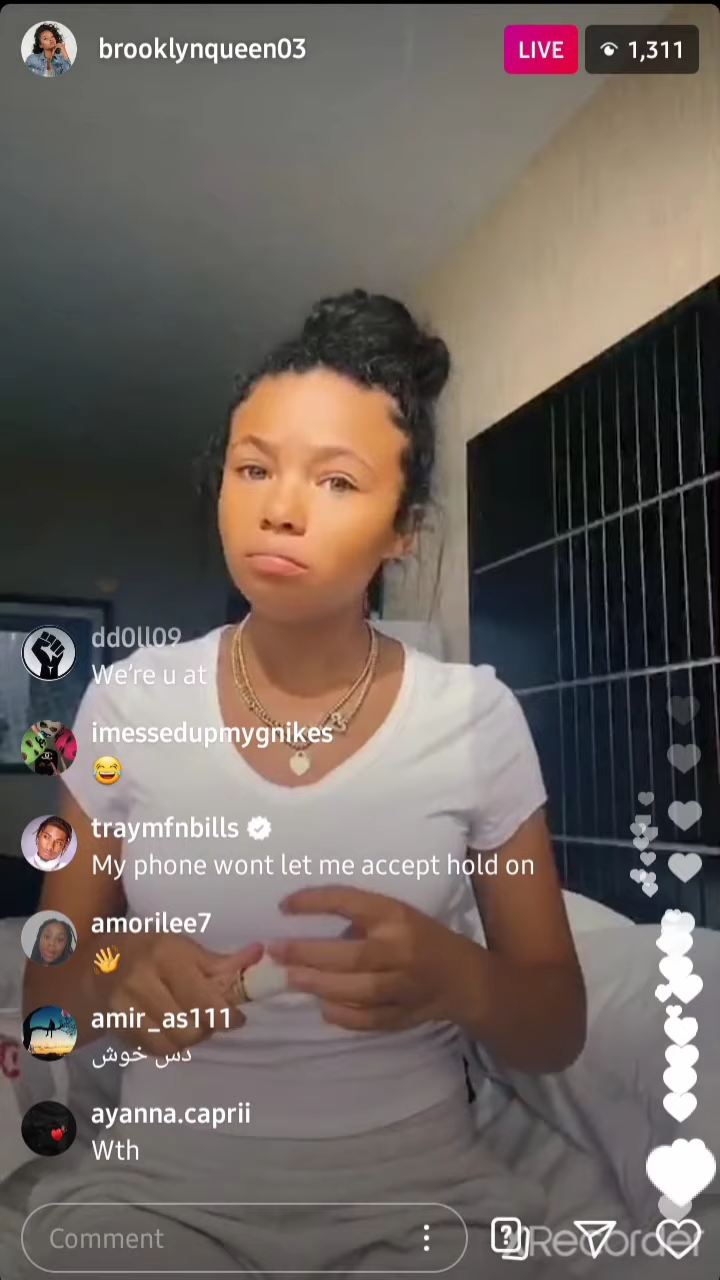 brooklynqueen03
LIVE
1,311
dd0ll09
We're u at
imessedupmygnikes
😂
traymfnbills
My phone wont let me accept hold on
amorilee7
👋
amir_as111
دس خوش
ayanna.caprii
Wth
Comment
Recorder